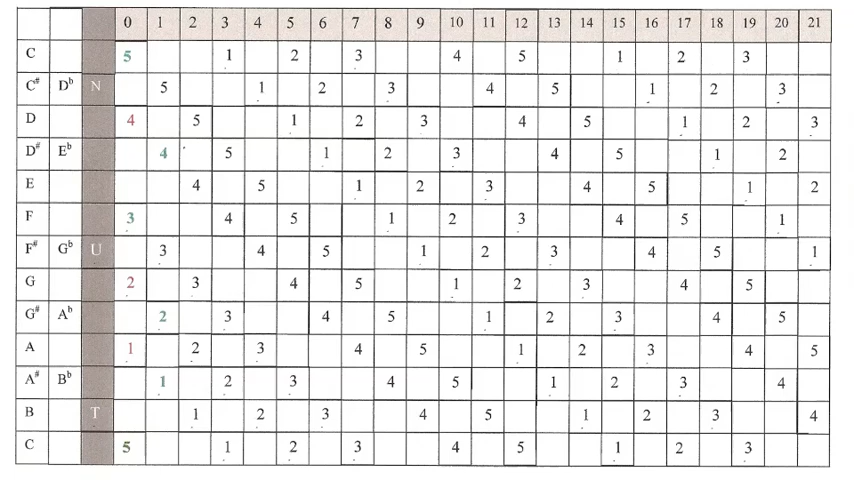 0 1 2 3 4 5 6 7 8 9 10 11 12 13 14 15 16 17 18 19 20 21
C 5 1 2 3 4 5 1 2 3
C# Db N 5 1 2 3 4 5 1 2 3
D 4 5 1 2 3 4 5 1 2 3
D# Eb 4 5 1 2 3 4 5 1 2
E 4 5 1 2 3 4 5 1 2
F 3 4 5 1 2 3 4 5 1
F# Gb U 3 4 5 1 2 3 4 5 1
G 2 3 4 5 1 2 3 4 5
G# Ab 2 3 4 5 1 2 3 4 5
A 1 2 3 4 5 1 2 3 4 5
A# Bb 1 2 3 4 5 1 2 3 4
B T 1 2 3 4 5 1 2 3 4
C 5 1 2 3 4 5 1 2 3